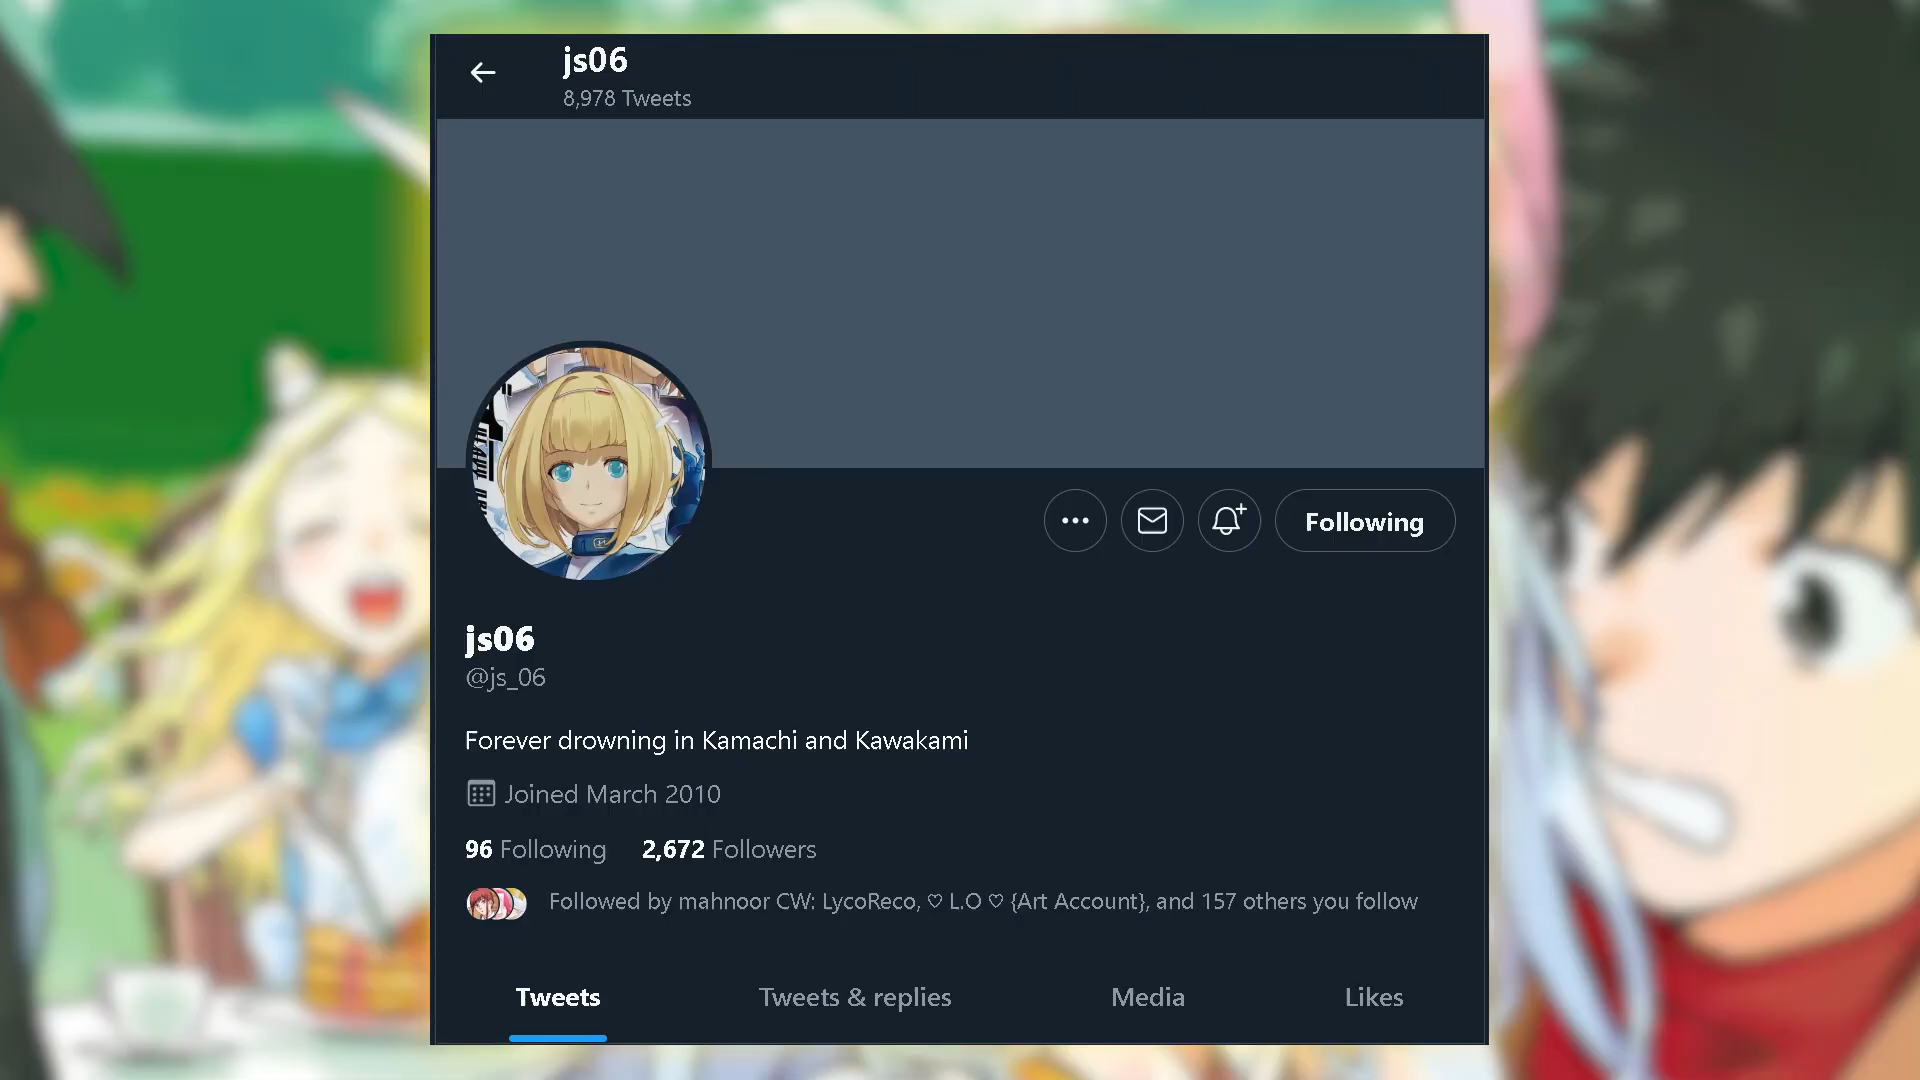 js06
8,978 Tweets
Following
js06
@js_06
Forever drowning in Kamachi and Kawakami
Joined March 2010
96 Following 2,672 Followers
Followed by mahnoor CW: LycoReco, ♡ L.O ♡ {Art Account}, and 157 others you follow
Tweets Tweets & replies Media Likes